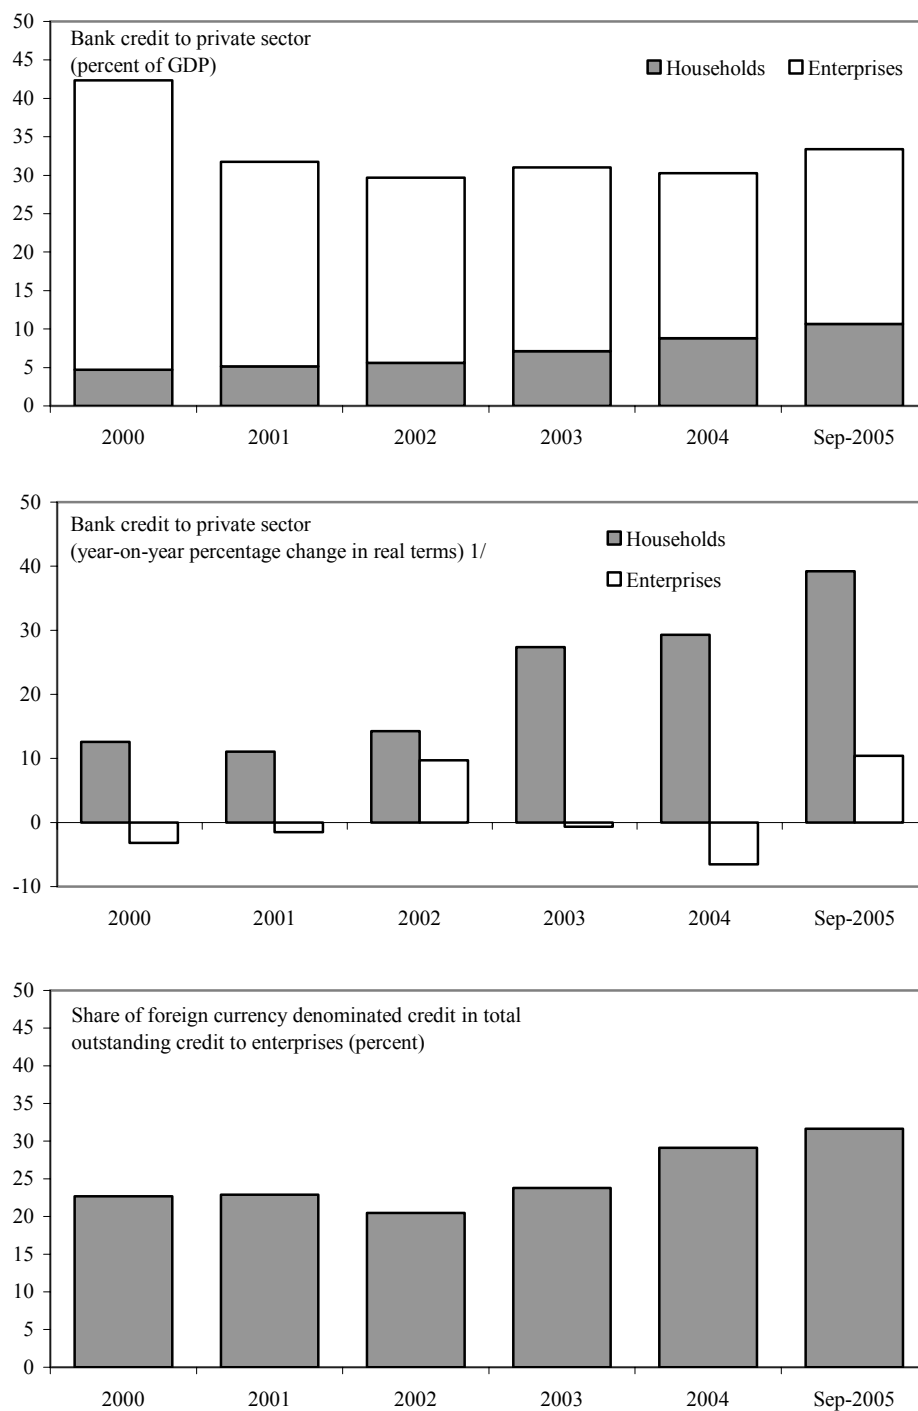 50
Bank credit to private sector
(percent of GDP)
Households
Enterprises
45
40
35
30
25
20
15
10
5
0
2000 2001 2002 2003 2004 Sep-2005
50
Bank credit to private sector
(year-on-year percentage change in real terms) 1/
Households
Enterprises
40
30
20
10
0
-10
2000 2001 2002 2003 2004 Sep-2005
50
Share of foreign currency denominated credit in total
outstanding credit to enterprises (percent)
45
40
35
30
25
20
15
10
5
0
2000 2001 2002 2003 2004 Sep-2005